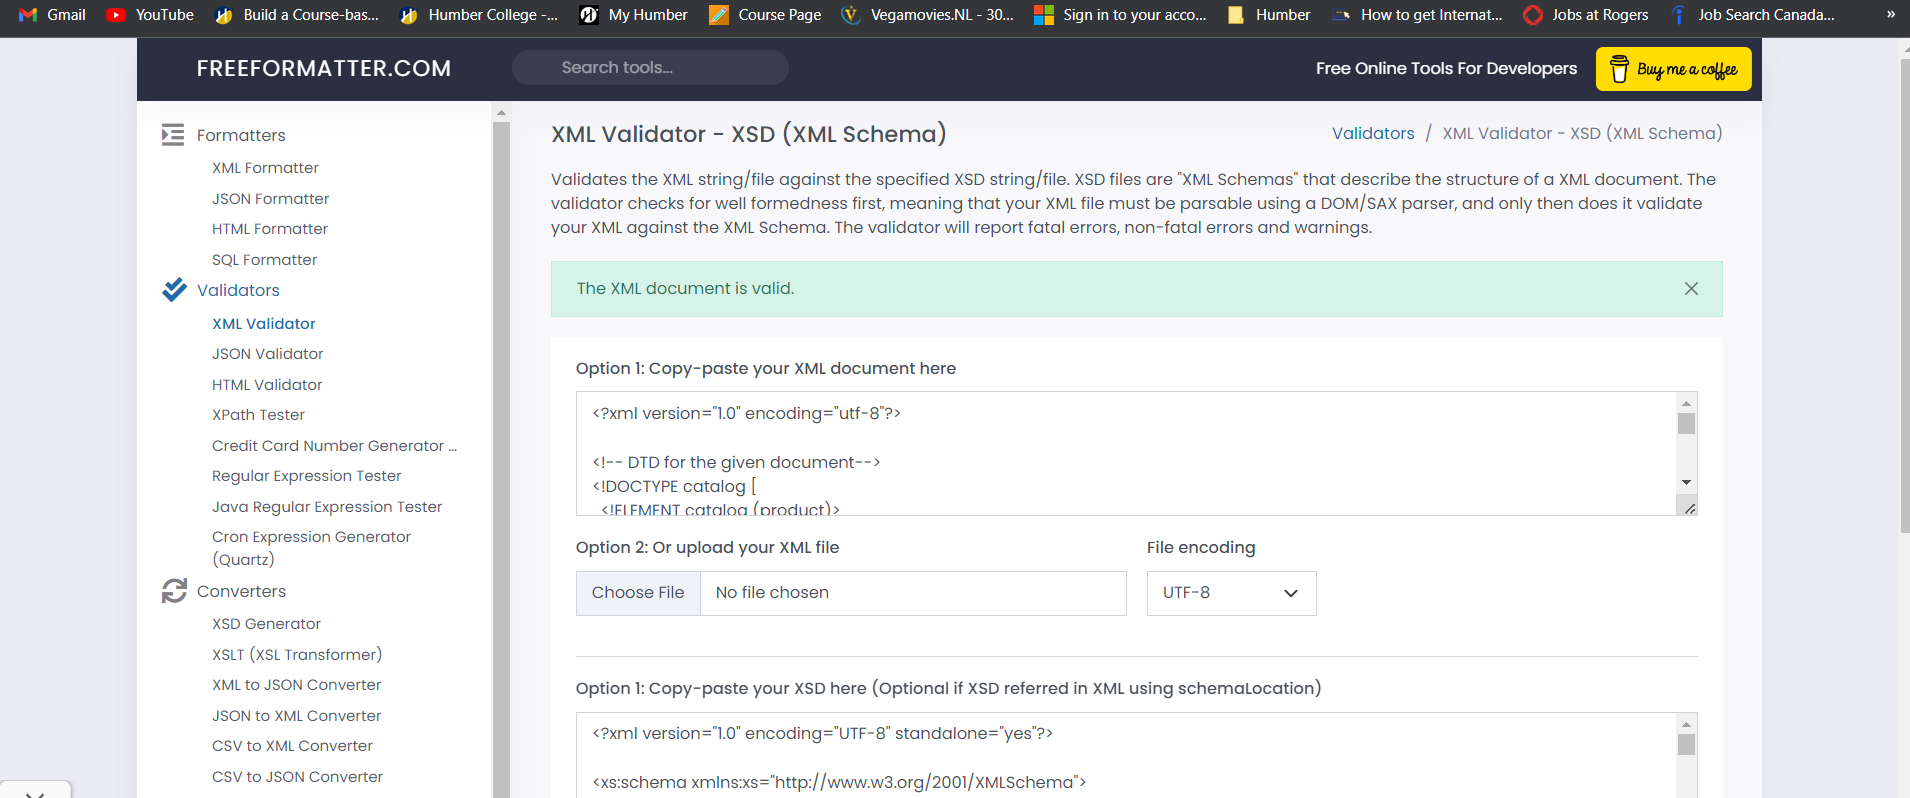 Gmail
YouTube
Build a Course-bas...
Humber College -...
My Humber
Course Page
Vegamovies.NL - 30...
Sign in to your acco...
Humber
How to get Internat...
Jobs at Rogers
Job Search Canada...
»
FREEFORMATTER.COM
Search tools...
Free Online Tools For Developers
Buy me a coffee
Formatters
XML Formatter
JSON Formatter
HTML Formatter
SQL Formatter
Validators
XML Validator
JSON Validator
HTML Validator
XPath Tester
Credit Card Number Generator ...
Regular Expression Tester
Java Regular Expression Tester
Cron Expression Generator
(Quartz)
Converters
XSD Generator
XSLT (XSL Transformer)
XML to JSON Converter
JSON to XML Converter
CSV to XML Converter
CSV to JSON Converter
XML Validator - XSD (XML Schema)
Validators / XML Validator - XSD (XML Schema)
Validates the XML string/file against the specified XSD string/file. XSD files are "XML Schemas" that describe the structure of a XML document. The
validator checks for well formedness first, meaning that your XML file must be parsable using a DOM/SAX parser, and only then does it validate
your XML against the XML Schema. The validator will report fatal errors, non-fatal errors and warnings.
The XML document is valid.
Option 1: Copy-paste your XML document here
<?xml version="1.0" encoding="utf-8"?>
<!-- DTD for the given document-->
<!DOCTYPE catalog [
<!ELEMENT catalog (product)>
Option 2: Or upload your XML file
File encoding
Choose File
No file chosen
UTF-8
Option 1: Copy-paste your XSD here (Optional if XSD referred in XML using schemaLocation)
<?xml version="1.0" encoding="UTF-8" standalone="yes"?>
<xs:schema xmlns:xs="http://www.w3.org/2001/XMLSchema">